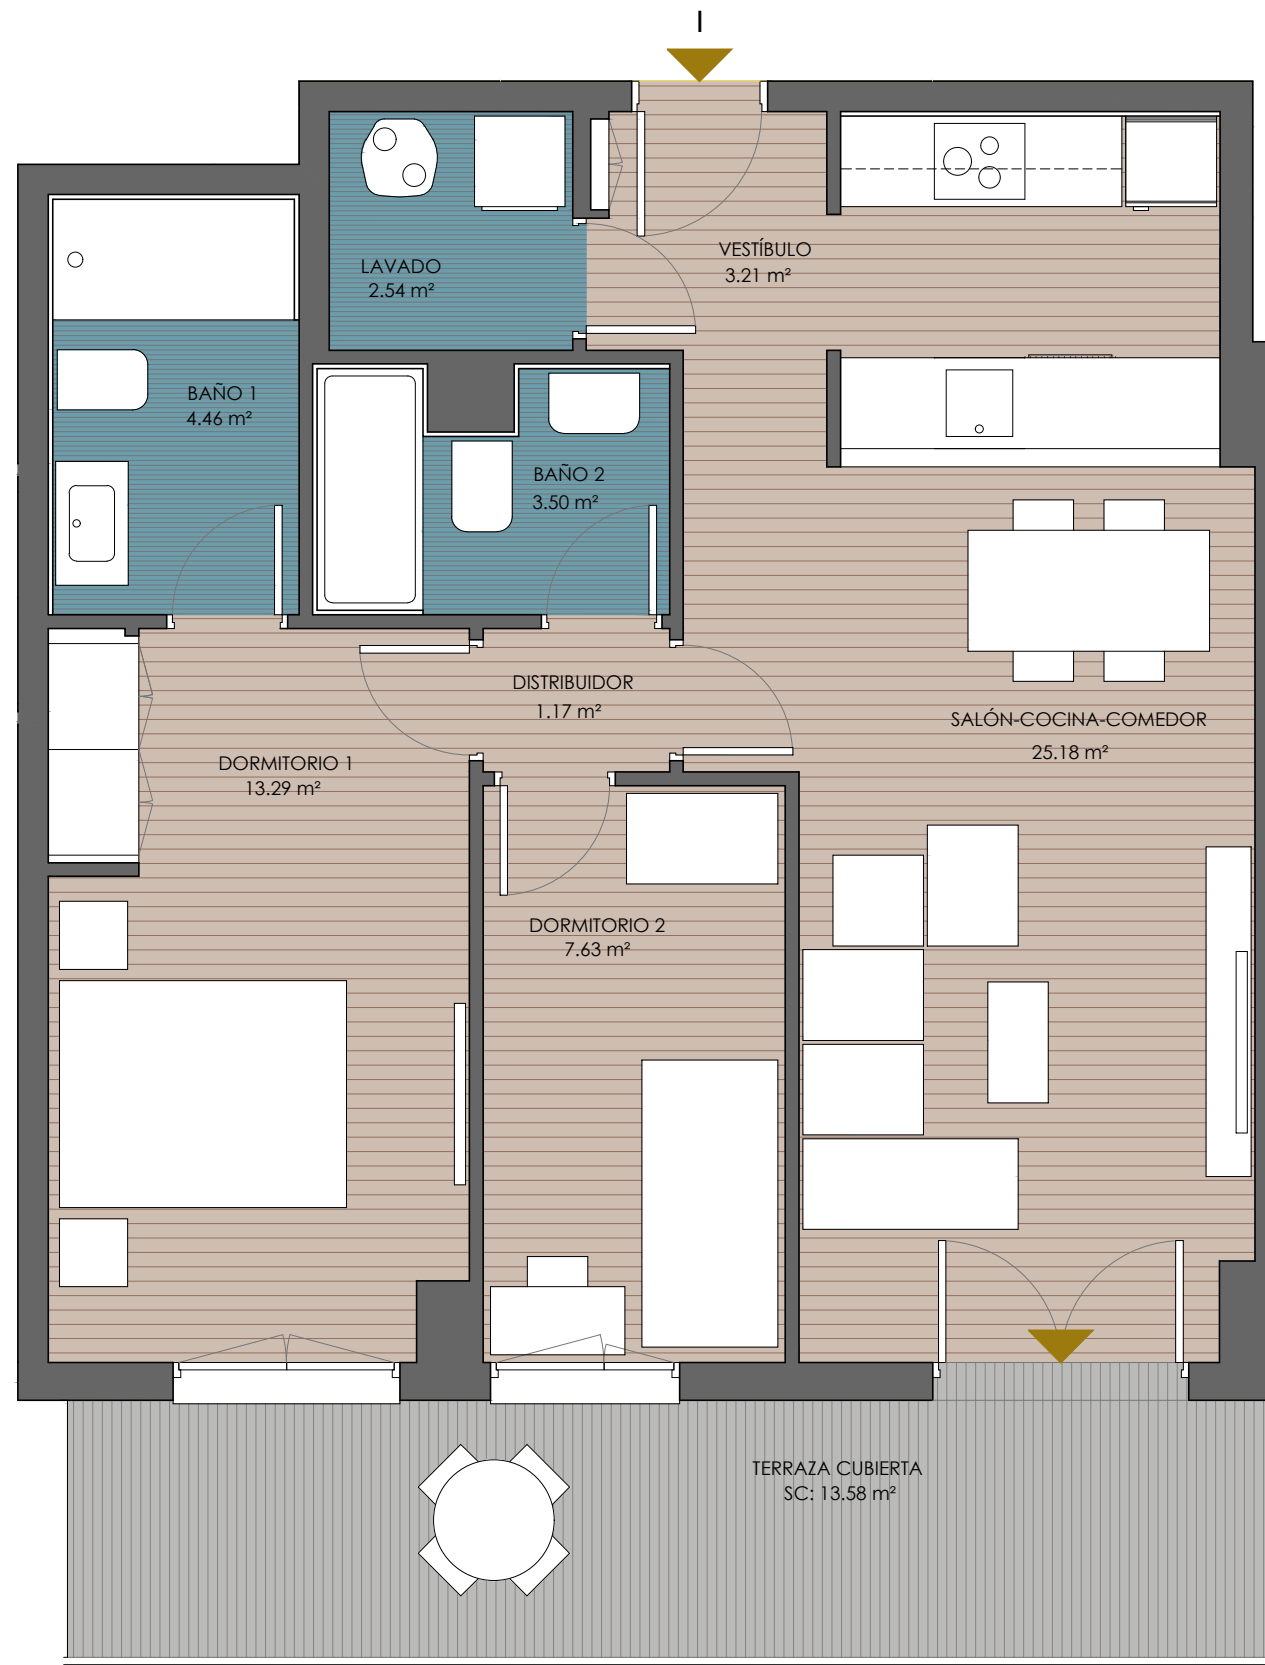 I
VESTÍBULO
3.21 m²
LAVADO
2.54 m²
BAÑO 1
4.46 m²
BAÑO 2
3.50 m²
DISTRIBUIDOR
1.17 m²
SALÓN-COCINA-COMEDOR
25.18 m²
DORMITORIO 1
13.29 m²
DORMITORIO 2
7.63 m²
TERRAZA CUBIERTA
SC: 13.58 m²